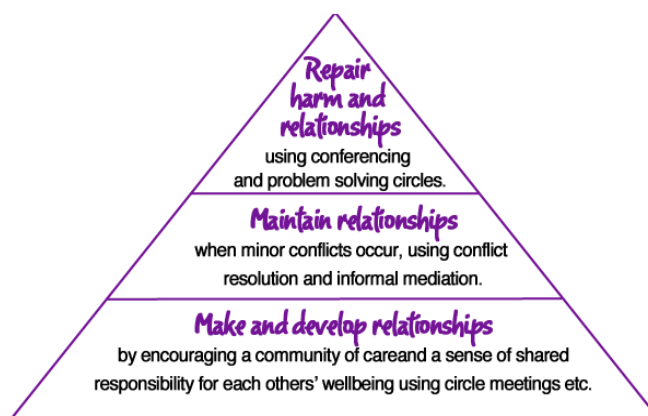 Repair
harm and
relationships
using conferencing
and problem solving circles.
Maintain relationships
when minor conflicts occur, using conflict
resolution and informal mediation.
Make and develop relationships
by encouraging a community of careand a sense of shared
responsibility for each others’ wellbeing using circle meetings etc.